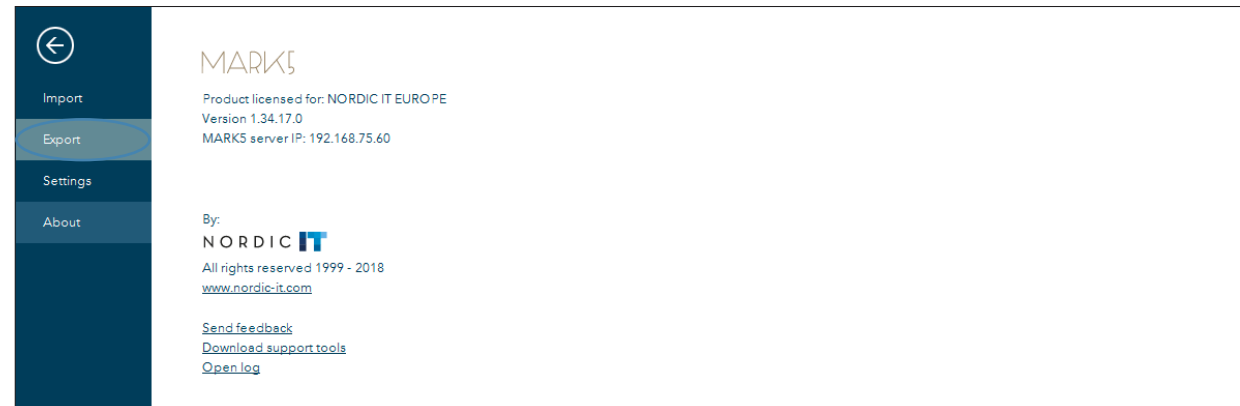 Import
Export
Settings
About
MARK5
Product licensed for: NORDIC IT EUROPE
Version 1.34.17.0
MARK5 server IP: 192.168.75.60
By:
NORDIC IT
All rights reserved 1999 - 2018
www.nordic-it.com
Send feedback
Download support tools
Open log